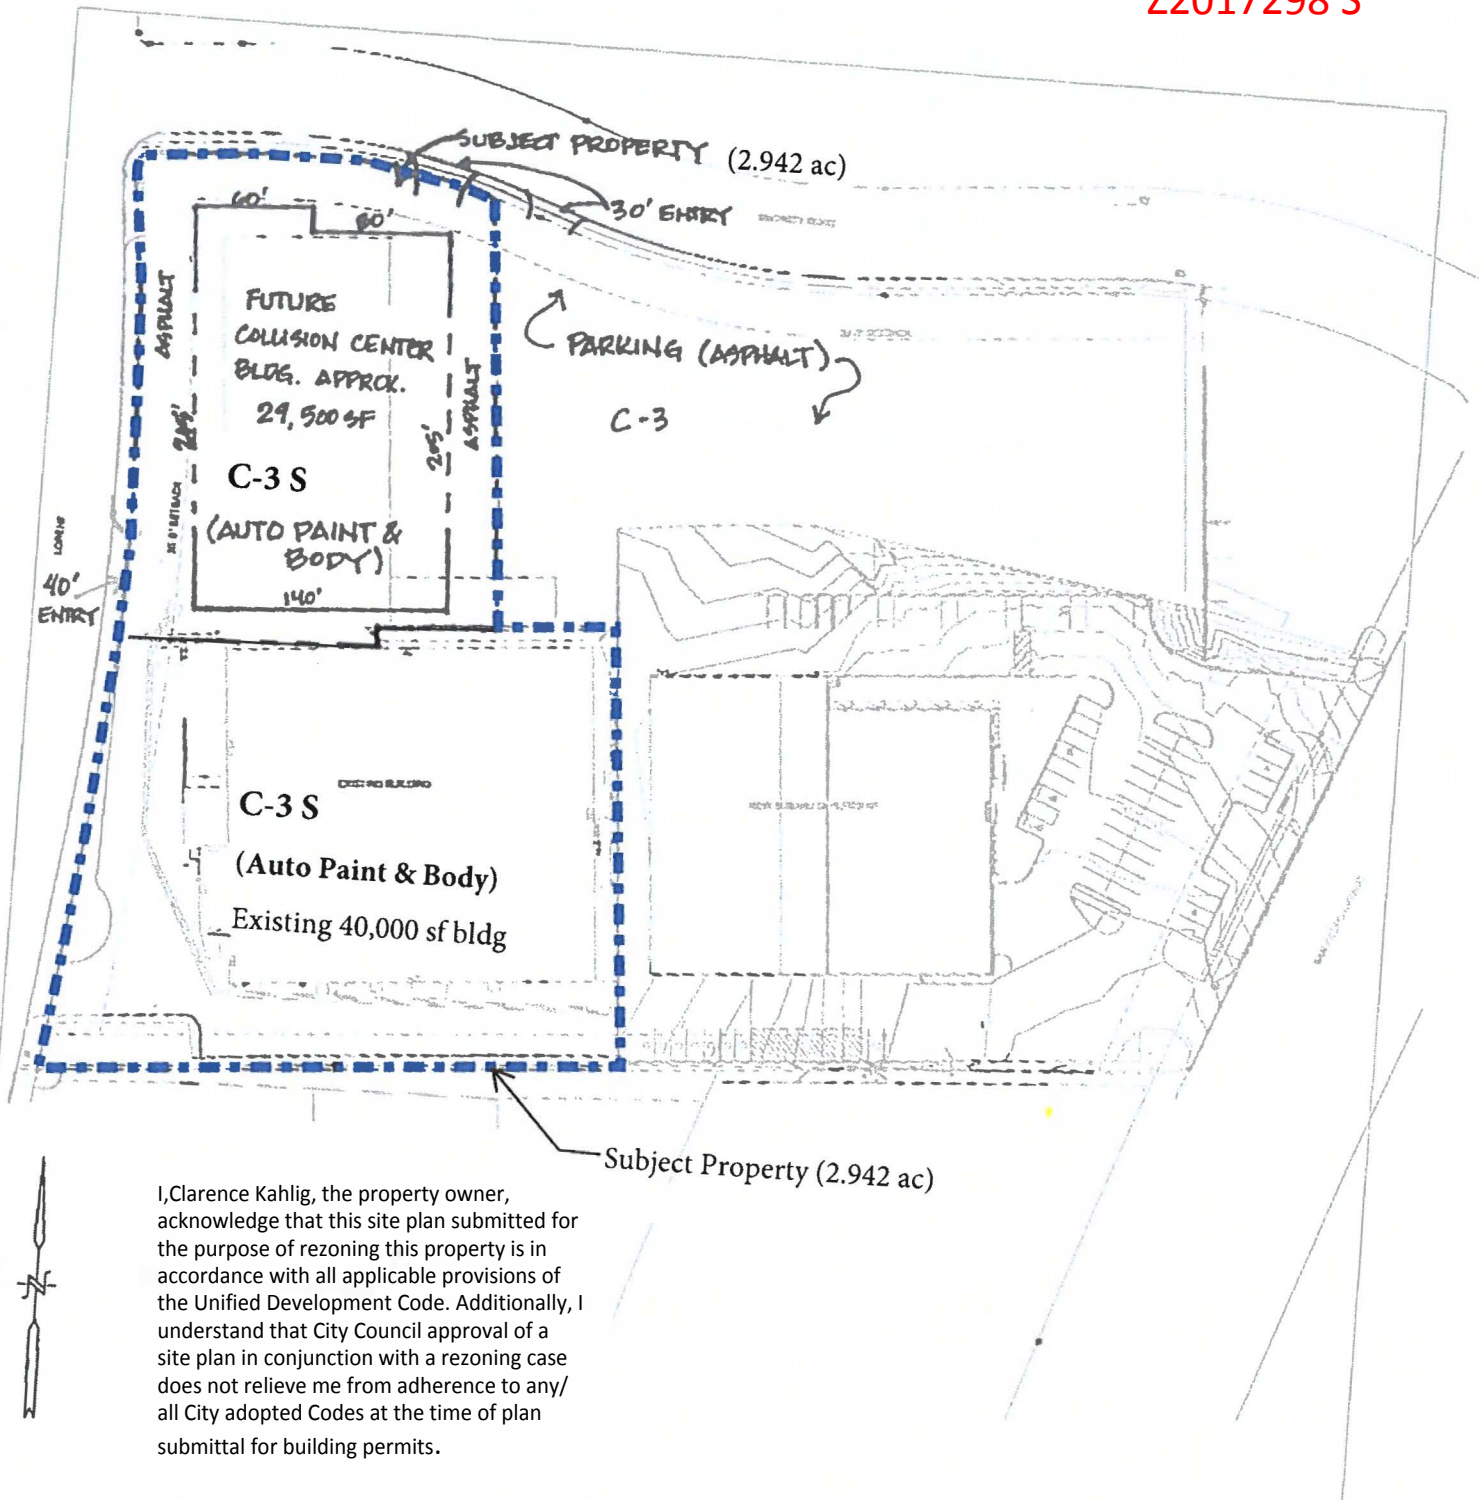 Z2017298 S
SUBJECT PROPERTY (2.942 ac)
30' ENTRY
60'
80'
ASPHALT
FUTURE
COLLISION CENTER
BLDG. APPROX.
29,500 SF
PARKING (ASPHALT)
ASPHALT
C-3
205'
C-3 S
(AUTO PAINT &
BODY)
140'
40'
ENTRY
EXISTING BUILDING
C-3 S
(Auto Paint & Body)
Existing 40,000 sf bldg
Subject Property (2.942 ac)
N
I,Clarence Kahlig, the property owner,
acknowledge that this site plan submitted for
the purpose of rezoning this property is in
accordance with all applicable provisions of
the Unified Development Code. Additionally, I
understand that City Council approval of a
site plan in conjunction with a rezoning case
does not relieve me from adherence to any/
all City adopted Codes at the time of plan
submittal for building permits.